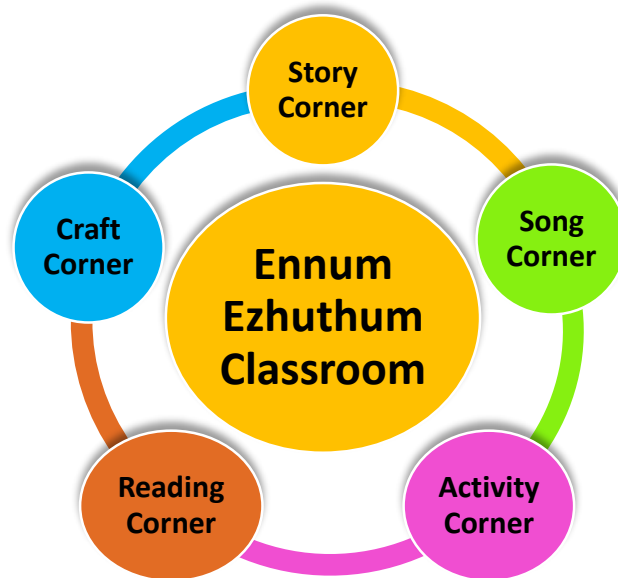 Story
Corner
Song
Corner
Activity
Corner
Reading
Corner
Craft
Corner
Ennum
Ezhuthum
Classroom